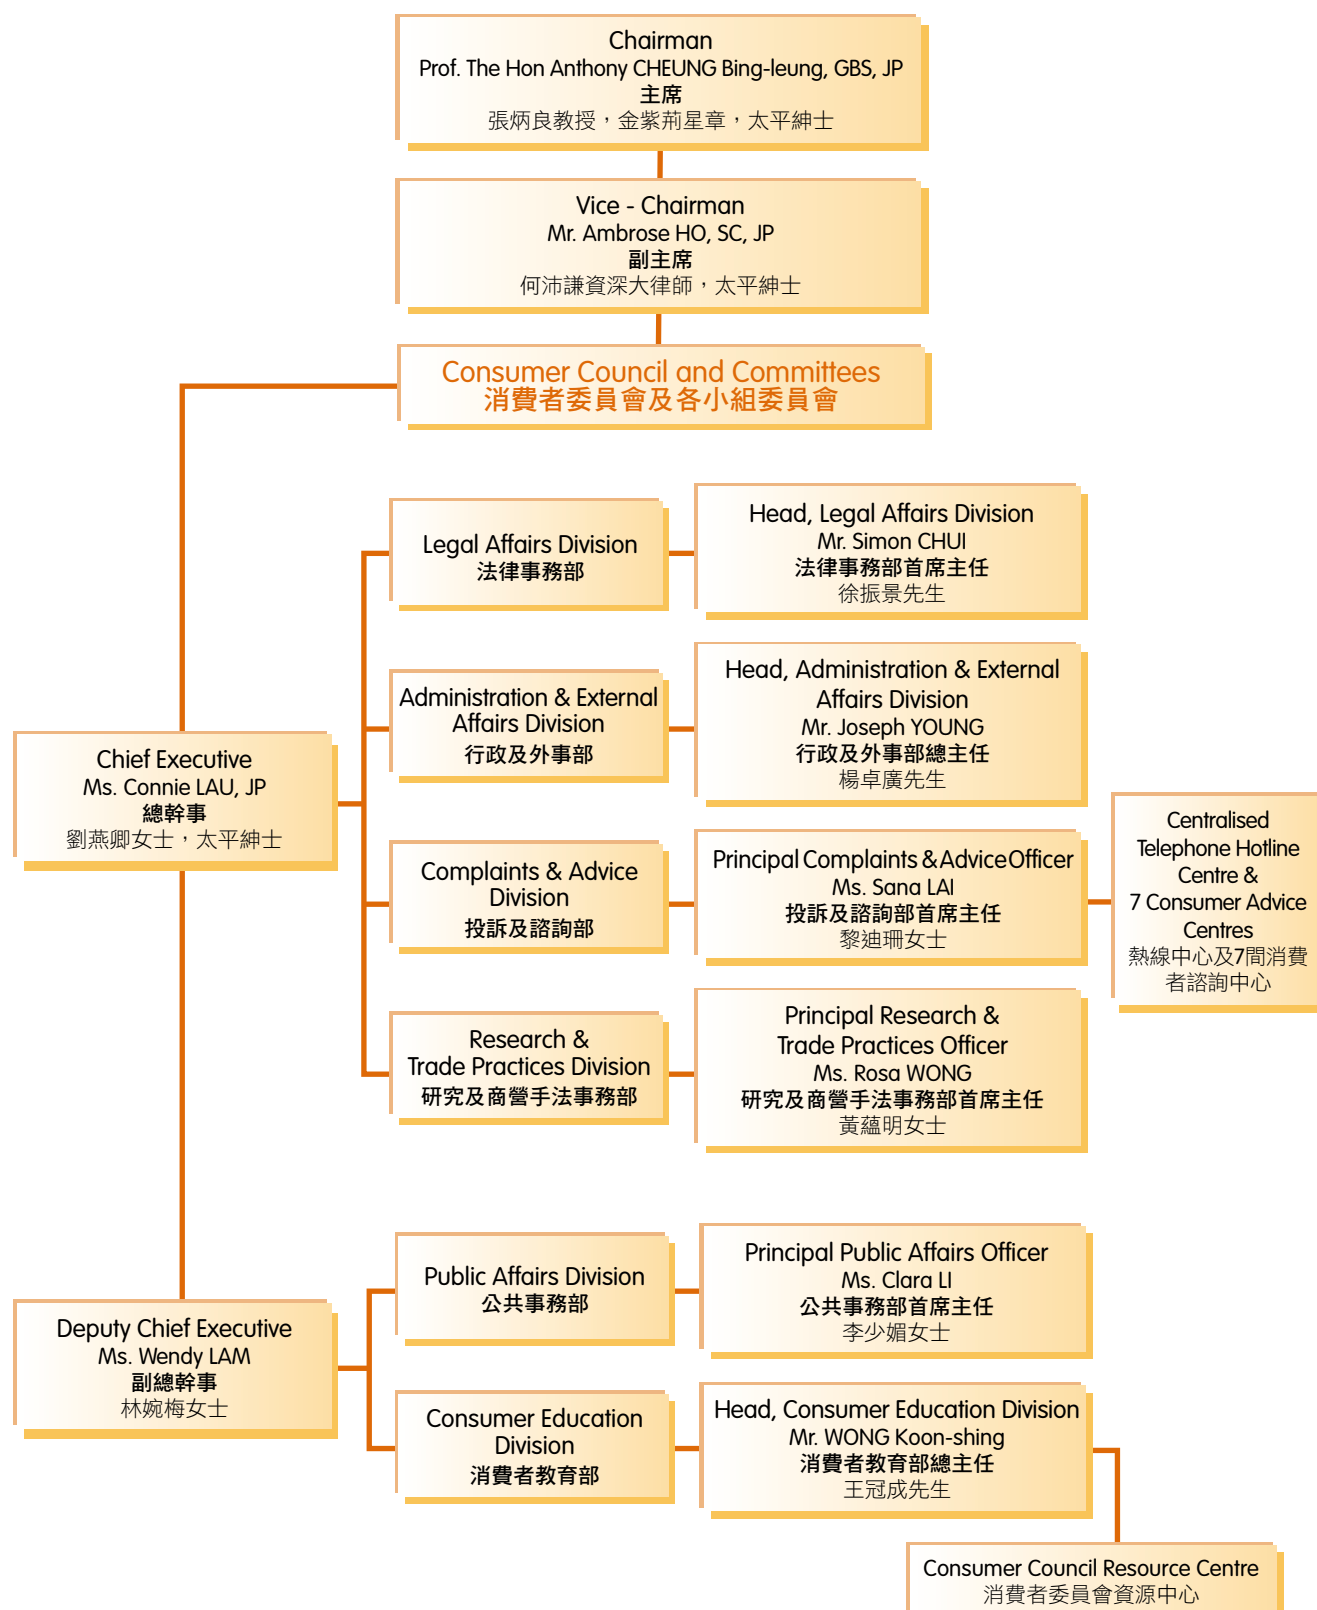 Chairman
Prof. The Hon Anthony CHEUNG Bing-leung, GBS, JP
主席
張炳良教授，金紫荊星章，太平紳士
Vice - Chairman
Mr. Ambrose HO, SC, JP
副主席
何沛謙資深大律師，太平紳士
Consumer Council and Committees
消費者委員會及各小組委員會
Chief Executive
Ms. Connie LAU, JP
總幹事
劉燕卿女士，太平紳士
Legal Affairs Division
法律事務部
Head, Legal Affairs Division
Mr. Simon CHUI
法律事務部首席主任
徐振景先生
Administration & External
Affairs Division
行政及外事部
Head, Administration & External
Affairs Division
Mr. Joseph YOUNG
行政及外事部總主任
楊卓廣先生
Complaints & Advice
Division
投訴及諮詢部
Principal Complaints & Advice Officer
Ms. Sana LAI
投訴及諮詢部首席主任
黎迪珊女士
Centralised
Telephone Hotline
Centre &
7 Consumer Advice
Centres
熱線中心及7間消費
者諮詢中心
Research &
Trade Practices Division
研究及商營手法事務部
Principal Research &
Trade Practices Officer
Ms. Rosa WONG
研究及商營手法事務部首席主任
黃蘊明女士
Deputy Chief Executive
Ms. Wendy LAM
副總幹事
林婉梅女士
Public Affairs Division
公共事務部
Principal Public Affairs Officer
Ms. Clara LI
公共事務部首席主任
李少媚女士
Consumer Education
Division
消費者教育部
Head, Consumer Education Division
Mr. WONG Koon-shing
消費者教育部總主任
王冠成先生
Consumer Council Resource Centre
消費者委員會資源中心